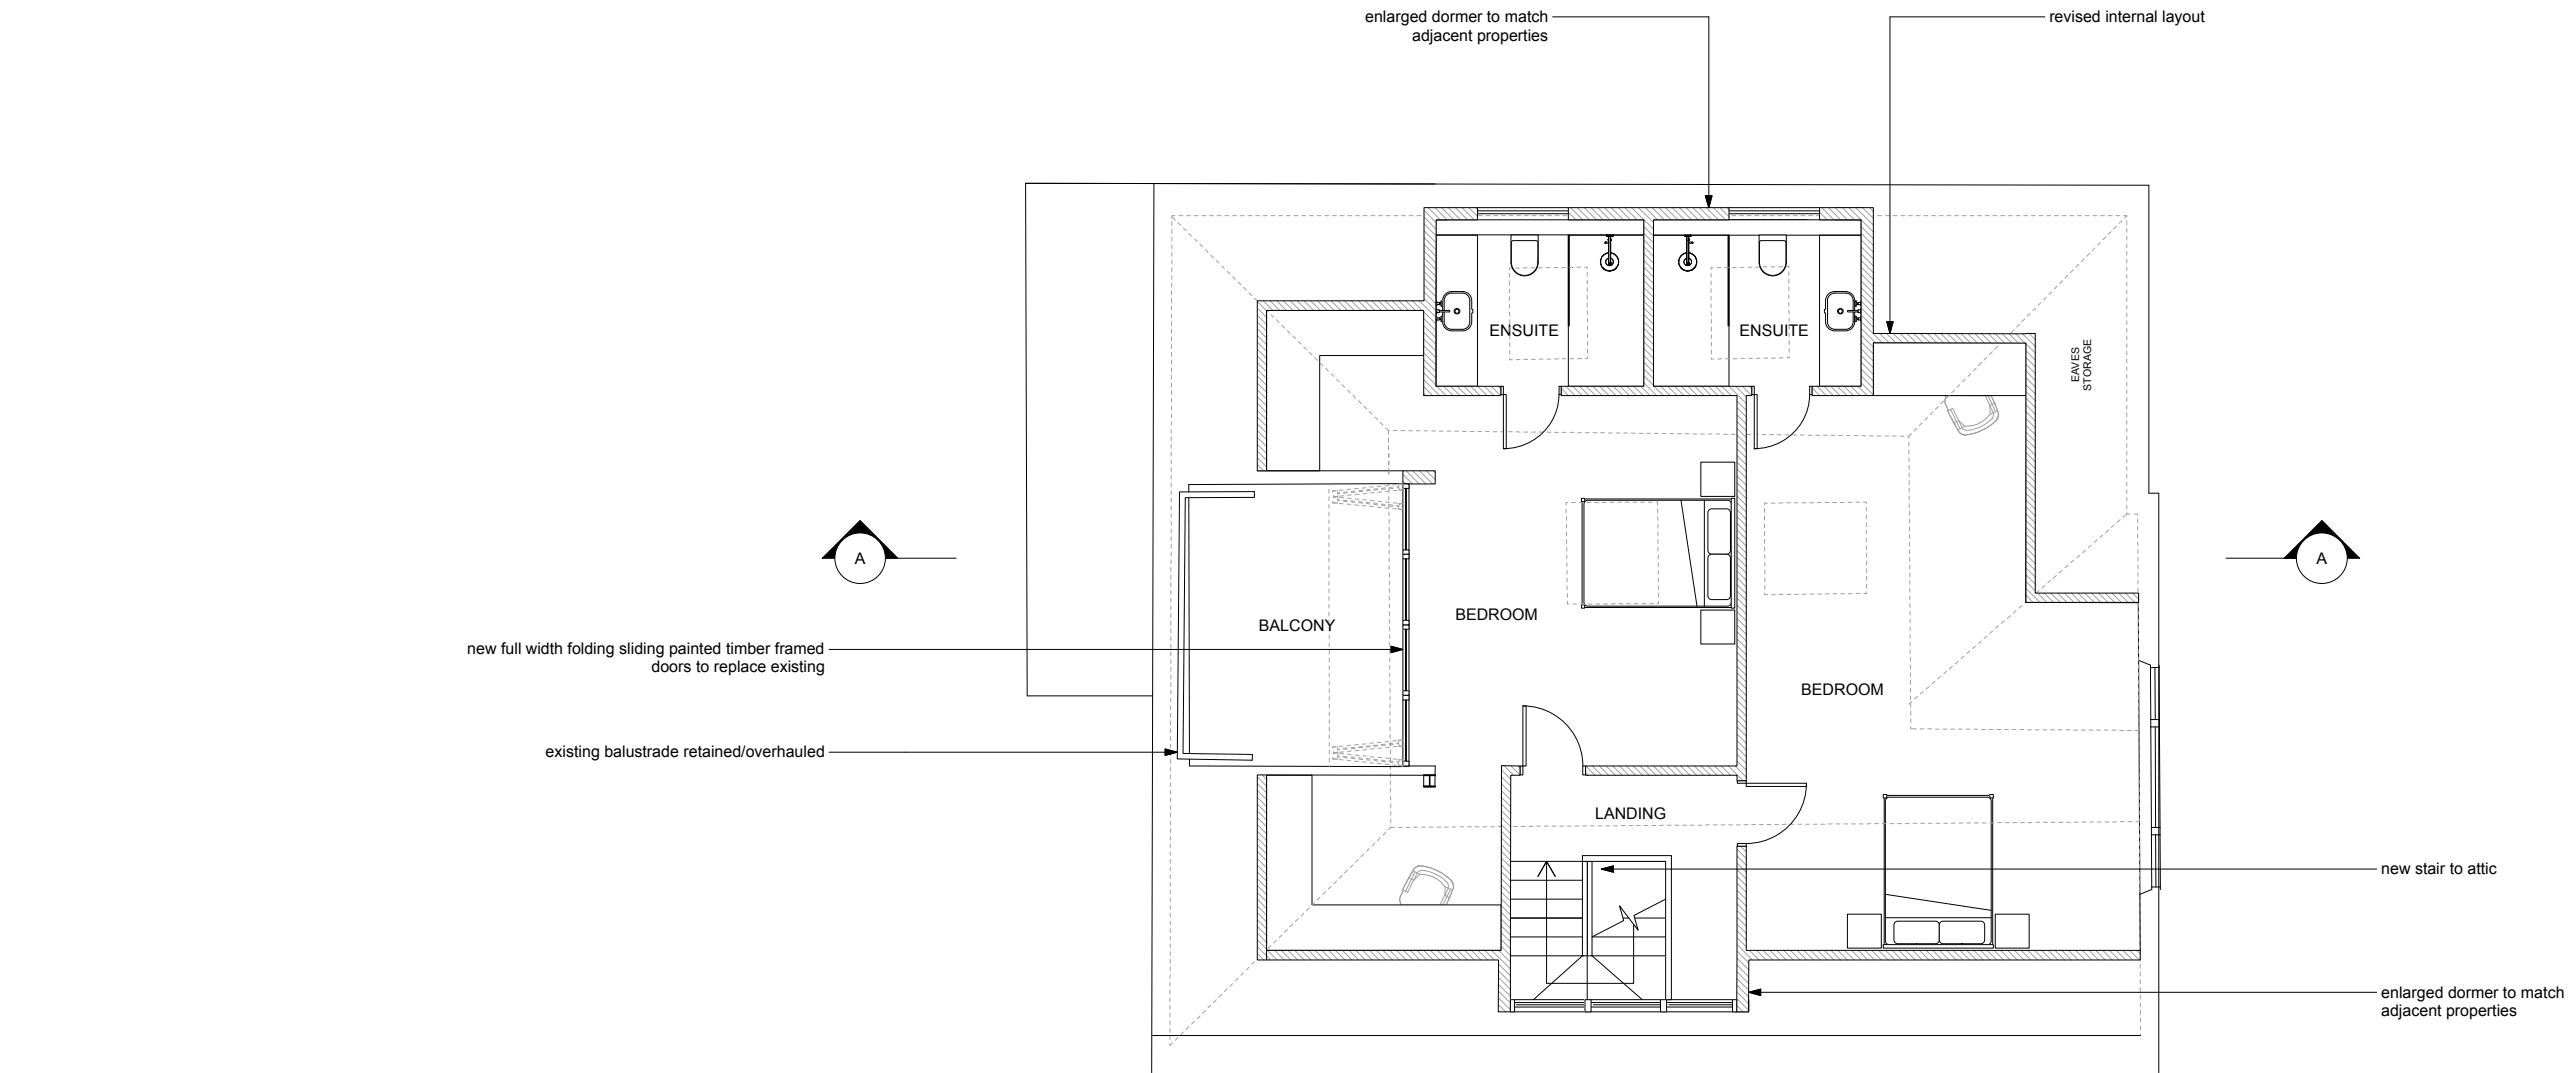 enlarged dormer to match
adjacent properties
revised internal layout
ENSUITE
ENSUITE
EAVES
STORAGE
A
A
BALCONY
BEDROOM
new full width folding sliding painted timber framed
doors to replace existing
BEDROOM
existing balustrade retained/overhauled
LANDING
new stair to attic
enlarged dormer to match
adjacent properties